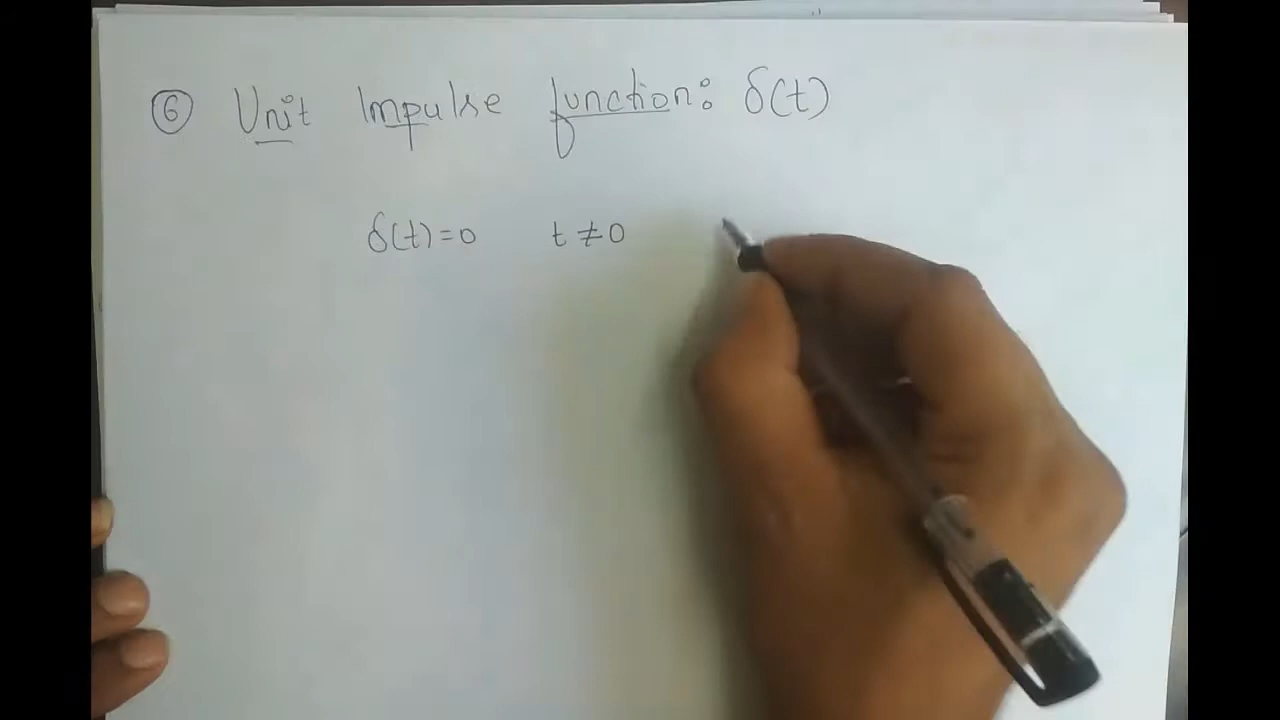 ⑥ Unit Impulse function: δ(t)
δ(t)=0 t≠0